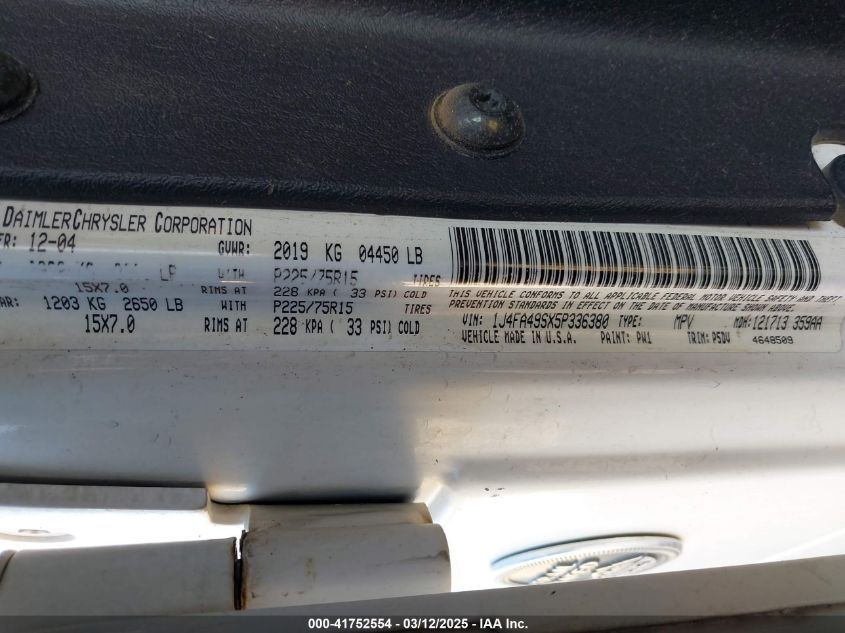 DAIMLERCHRYSLER CORPORATION
ER: 12-04 GVWR: 2019 KG 04450 LB
LB WITH P225/75R15 TIRES
15X7.0 RIMS AT 228 KPA ( 33 PSI) COLD
AR: 1203 KG 2650 LB WITH P225/75R15 TIRES
15X7.0 RIMS AT 228 KPA ( 33 PSI) COLD
THIS VEHICLE CONFORMS TO ALL APPLICABLE FEDERAL MOTOR VEHICLE SAFETY AND THEFT
PREVENTION STANDARDS IN EFFECT ON THE DATE OF MANUFACTURE SHOWN ABOVE.
VIN: 1J4FA49SX5P336380 TYPE: MPV MDH: 121713 359AA
VEHICLE MADE IN U.S.A. PAINT: PW1 TRIM: P5DV 4648509
000-41752554 - 03/12/2025 - IAA Inc.